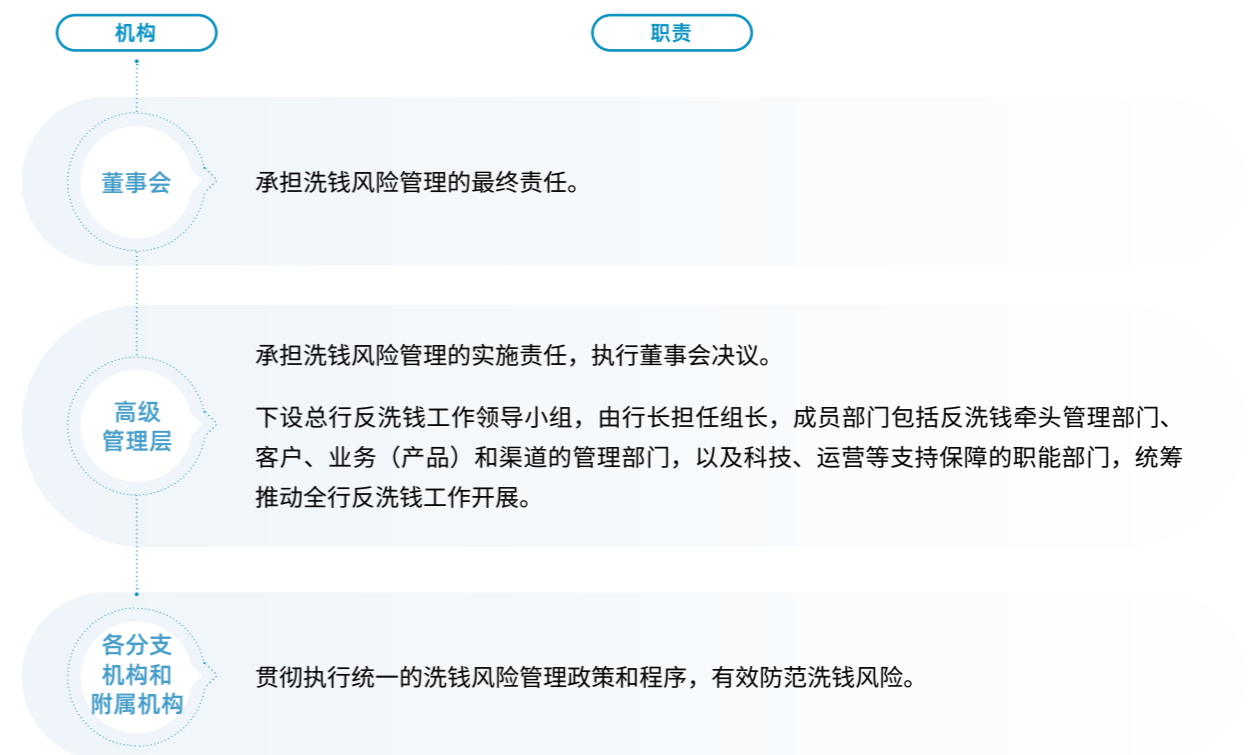 机构
职责
董事会
承担洗钱风险管理的最终责任。
高级
管理层
承担洗钱风险管理的实施责任，执行董事会决议。
下设总行反洗钱工作领导小组，由行长担任组长，成员部门包括反洗钱牵头管理部门、
客户、业务（产品）和渠道的管理部门，以及科技、运营等支持保障的职能部门，统筹
推动全行反洗钱工作开展。
各分支
机构和
附属机构
贯彻执行统一的洗钱风险管理政策和程序，有效防范洗钱风险。